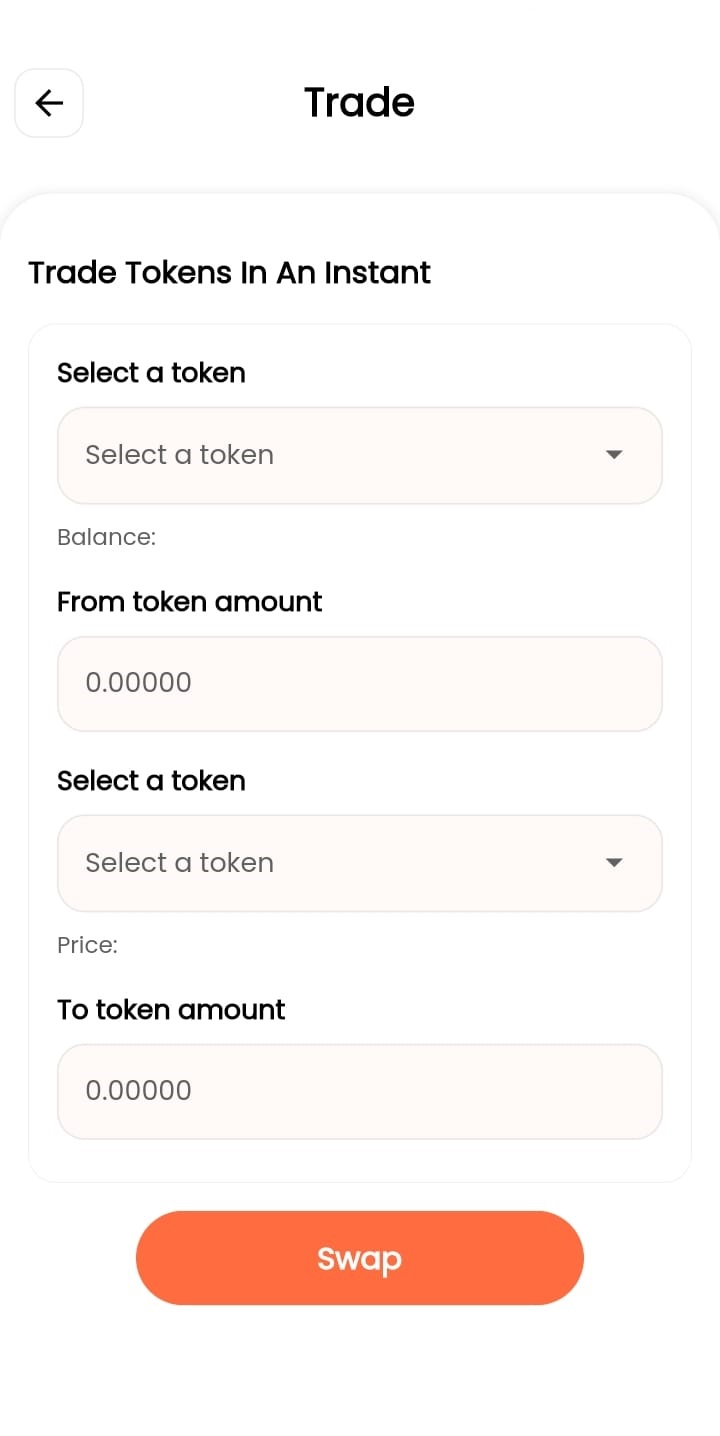 Trade
Trade Tokens In An Instant
Select a token
Select a token
Balance:
From token amount
0.00000
Select a token
Select a token
Price:
To token amount
0.00000
Swap